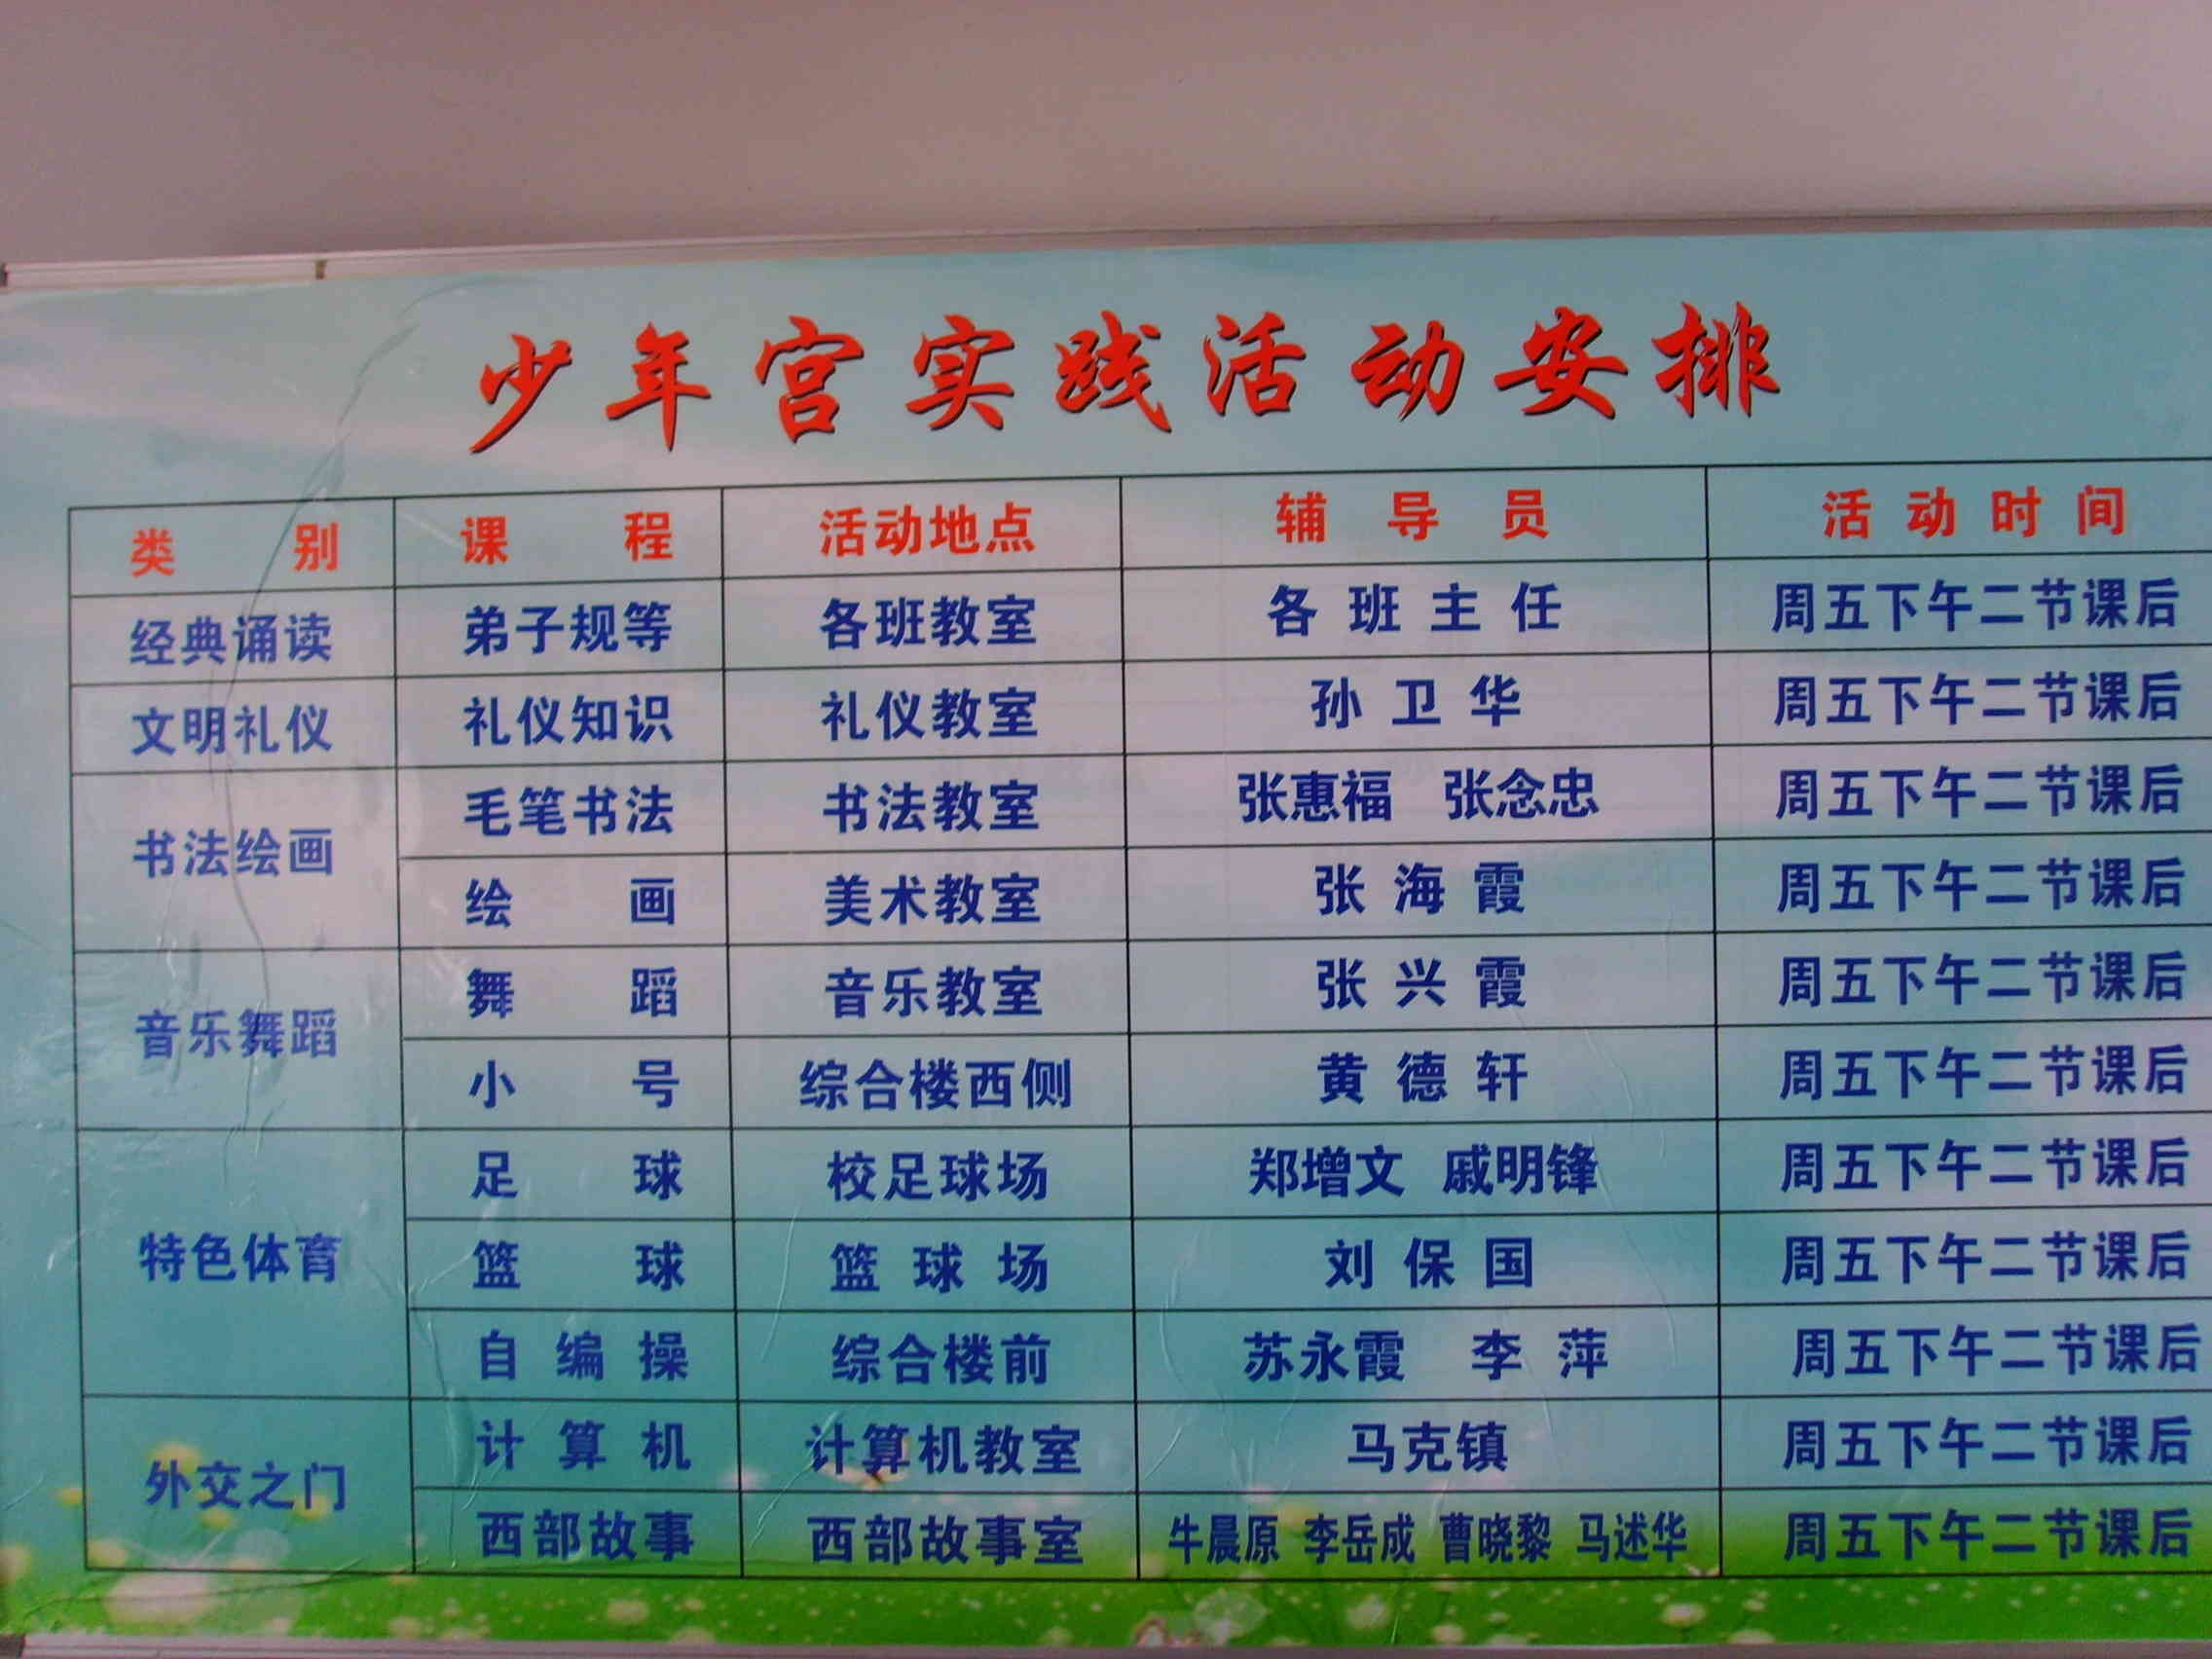 少年宫实践活动安排
类别 课程 活动地点 辅导员 活动时间
经典诵读 弟子规等 各班教室 各班主任 周五下午二节课后
文明礼仪 礼仪知识 礼仪教室 孙卫华 周五下午二节课后
书法绘画 毛笔书法 书法教室 张惠福 张念忠 周五下午二节课后
绘画 美术教室 张海霞 周五下午二节课后
音乐舞蹈 舞蹈 音乐教室 张兴霞 周五下午二节课后
小号 综合楼西侧 黄德轩 周五下午二节课后
特色体育 足球 校足球场 郑增文 戚明锋 周五下午二节课后
篮球 篮球场 刘保国 周五下午二节课后
自编操 综合楼前 苏永霞 李萍 周五下午二节课后
外交之门 计算机 计算机教室 马克镇 周五下午二节课后
西部故事 西部故事室 牛晨原 李岳成 曹晓黎 马述华 周五下午二节课后